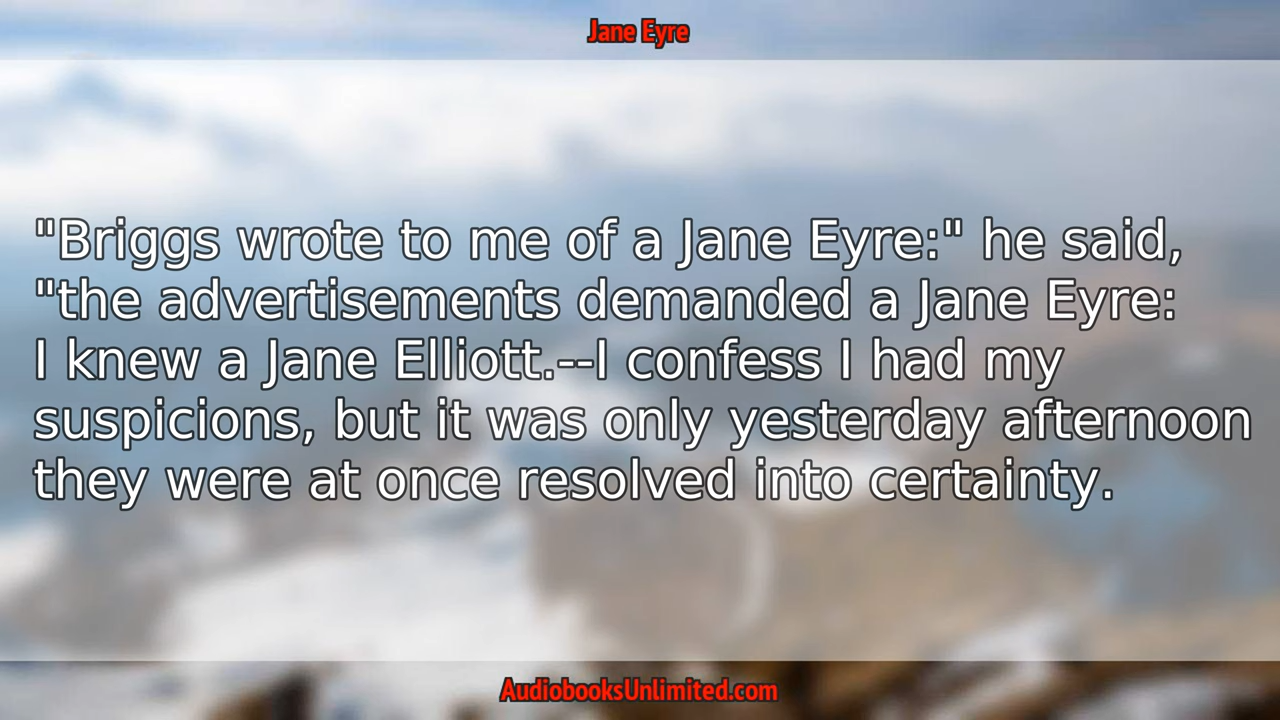 Jane Eyre
"Briggs wrote to me of a Jane Eyre:" he said,
"the advertisements demanded a Jane Eyre:
I knew a Jane Elliott.--I confess I had my
suspicions, but it was only yesterday afternoon
they were at once resolved into certainty.
AudiobooksUnlimited.com